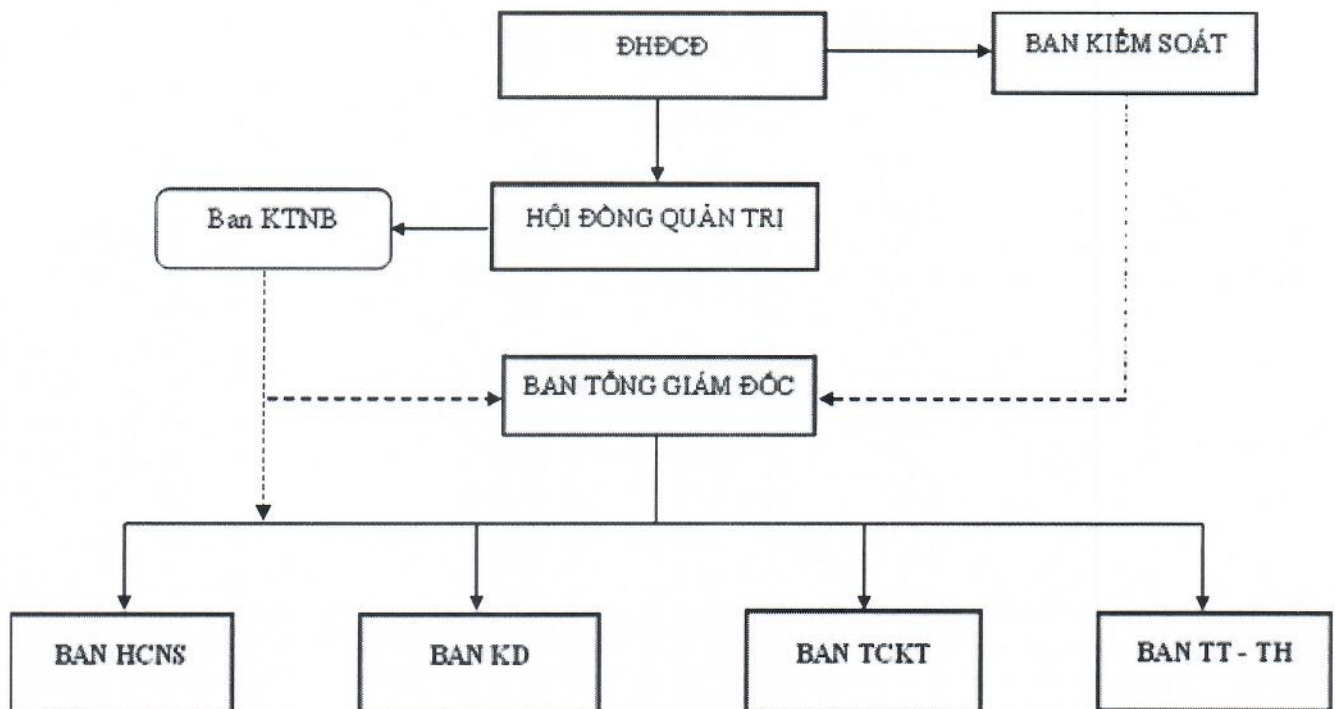 ĐHĐCĐ
BAN KIỂM SOÁT
Ban KTNB
HỘI ĐỒNG QUẢN TRỊ
BAN TỔNG GIÁM ĐỐC
BAN HCNS
BAN KD
BAN TCKT
BAN TT - TH